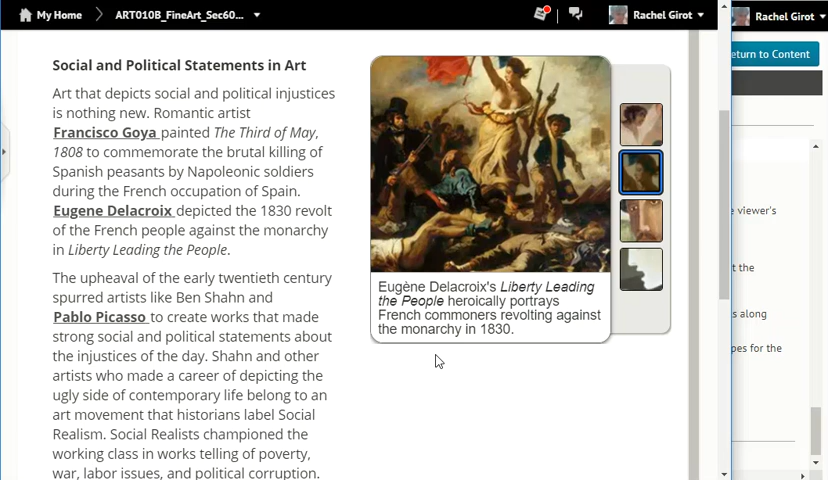 My Home
ART010B_FineArt_Sec60...
Rachel Girot
Rachel Girot
eturn to Content
Social and Political Statements in Art
Art that depicts social and political injustices
is nothing new. Romantic artist
Francisco Goya painted The Third of May,
1808 to commemorate the brutal killing of
Spanish peasants by Napoleonic soldiers
during the French occupation of Spain.
Eugene Delacroix depicted the 1830 revolt
of the French people against the monarchy
in Liberty Leading the People.
The upheaval of the early twentieth century
spurred artists like Ben Shahn and
Pablo Picasso to create works that made
strong social and political statements about
the injustices of the day. Shahn and other
artists who made a career of depicting the
ugly side of contemporary life belong to an
art movement that historians label Social
Realism. Social Realists championed the
working class in works telling of poverty,
war, labor issues, and political corruption.
Eugène Delacroix's Liberty Leading
the People heroically portrays
French commoners revolting against
the monarchy in 1830.
e viewer's
t the
s along
pes for the